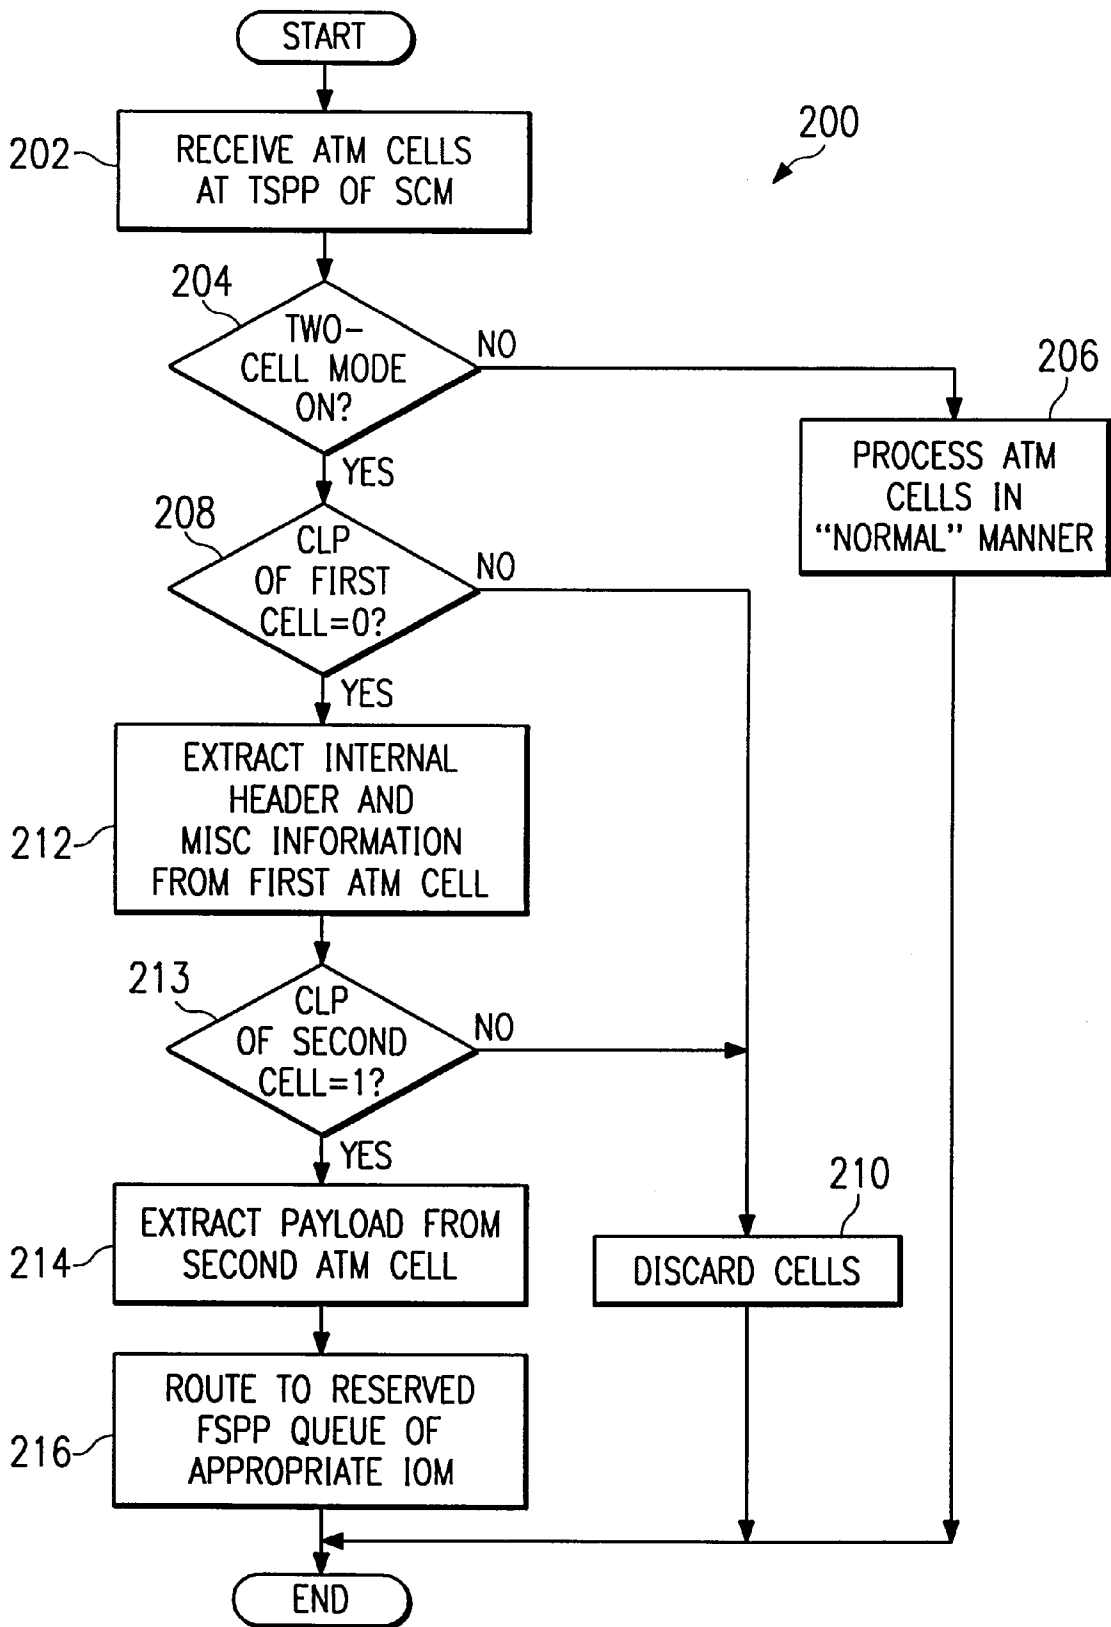 START
200
202
RECEIVE ATM CELLS
AT TSPP OF SCM
204
TWO-
CELL MODE
ON?
NO
YES
206
PROCESS ATM
CELLS IN
“NORMAL” MANNER
208
CLP
OF FIRST
CELL=0?
NO
YES
212
EXTRACT INTERNAL
HEADER AND
MISC INFORMATION
FROM FIRST ATM CELL
213
CLP
OF SECOND
CELL=1?
NO
YES
210
DISCARD CELLS
214
EXTRACT PAYLOAD FROM
SECOND ATM CELL
216
ROUTE TO RESERVED
FSPP QUEUE OF
APPROPRIATE IOM
END